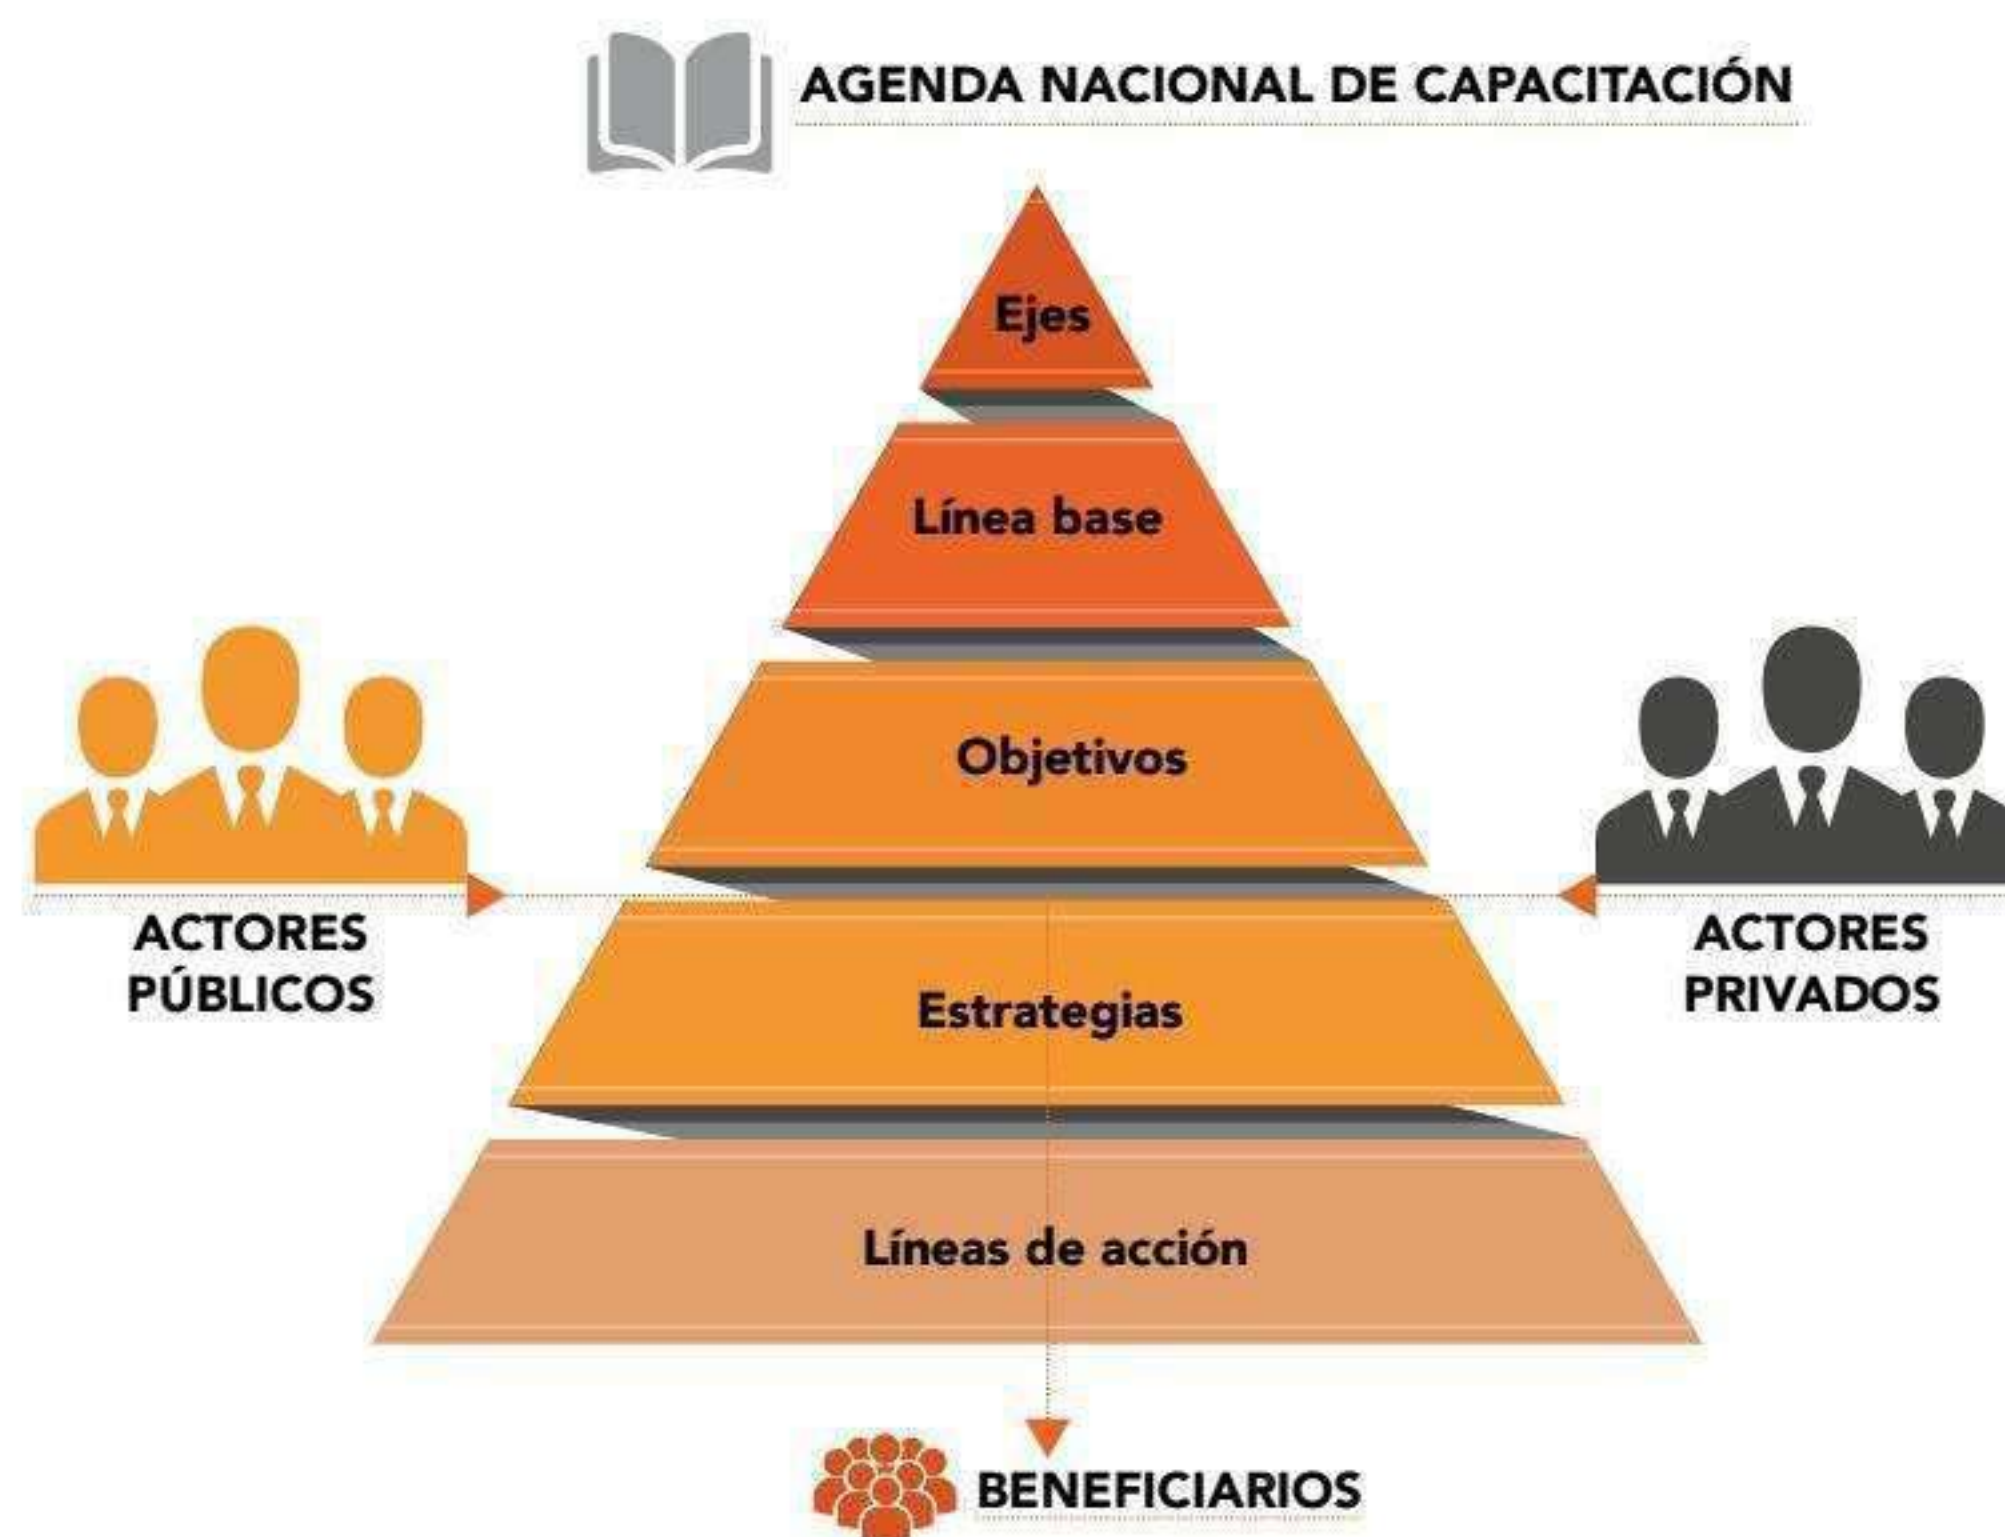 AGENDA NACIONAL DE CAPACITACIÓN
Ejes
Línea base
Objetivos
ACTORES
PÚBLICOS
ACTORES
PRIVADOS
Estrategias
Líneas de acción
BENEFICIARIOS